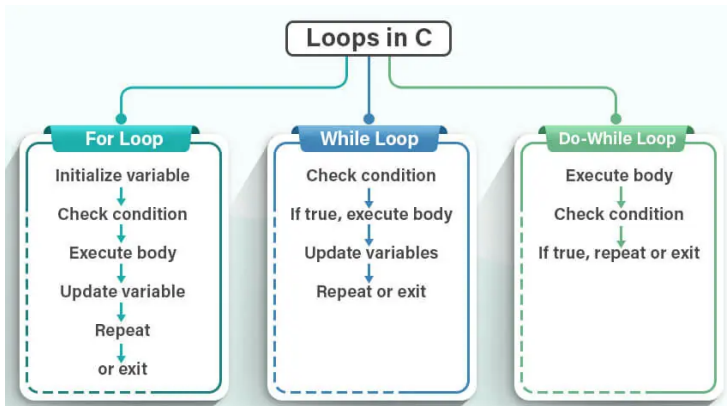 Loops in C
For Loop
Initialize variable
Check condition
Execute body
Update variable
Repeat
or exit
While Loop
Check condition
If true, execute body
Update variables
Repeat or exit
Do-While Loop
Execute body
Check condition
If true, repeat or exit